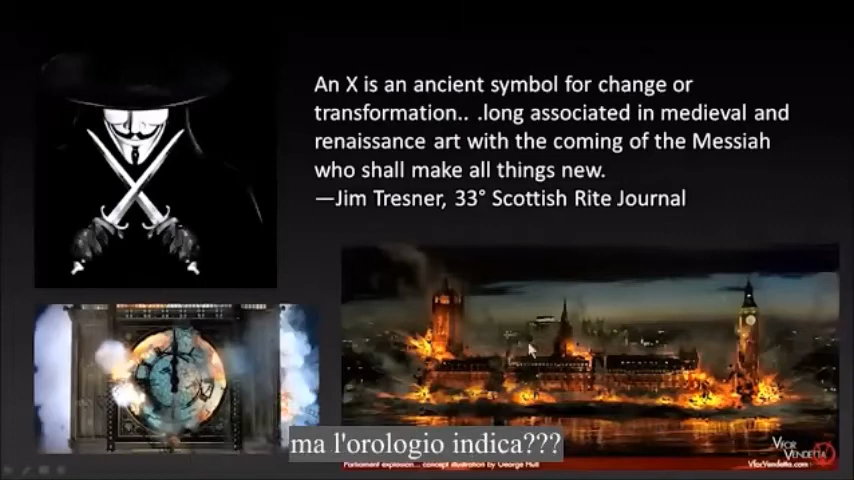 An X is an ancient symbol for change or
transformation.. .long associated in medieval and
renaissance art with the coming of the Messiah
who shall make all things new.
—Jim Tresner, 33° Scottish Rite Journal
ma l'orologio indica???
V FOR
VENDETTA
Parliament explosion... concept illustration by George Hull
VforVendetta.com